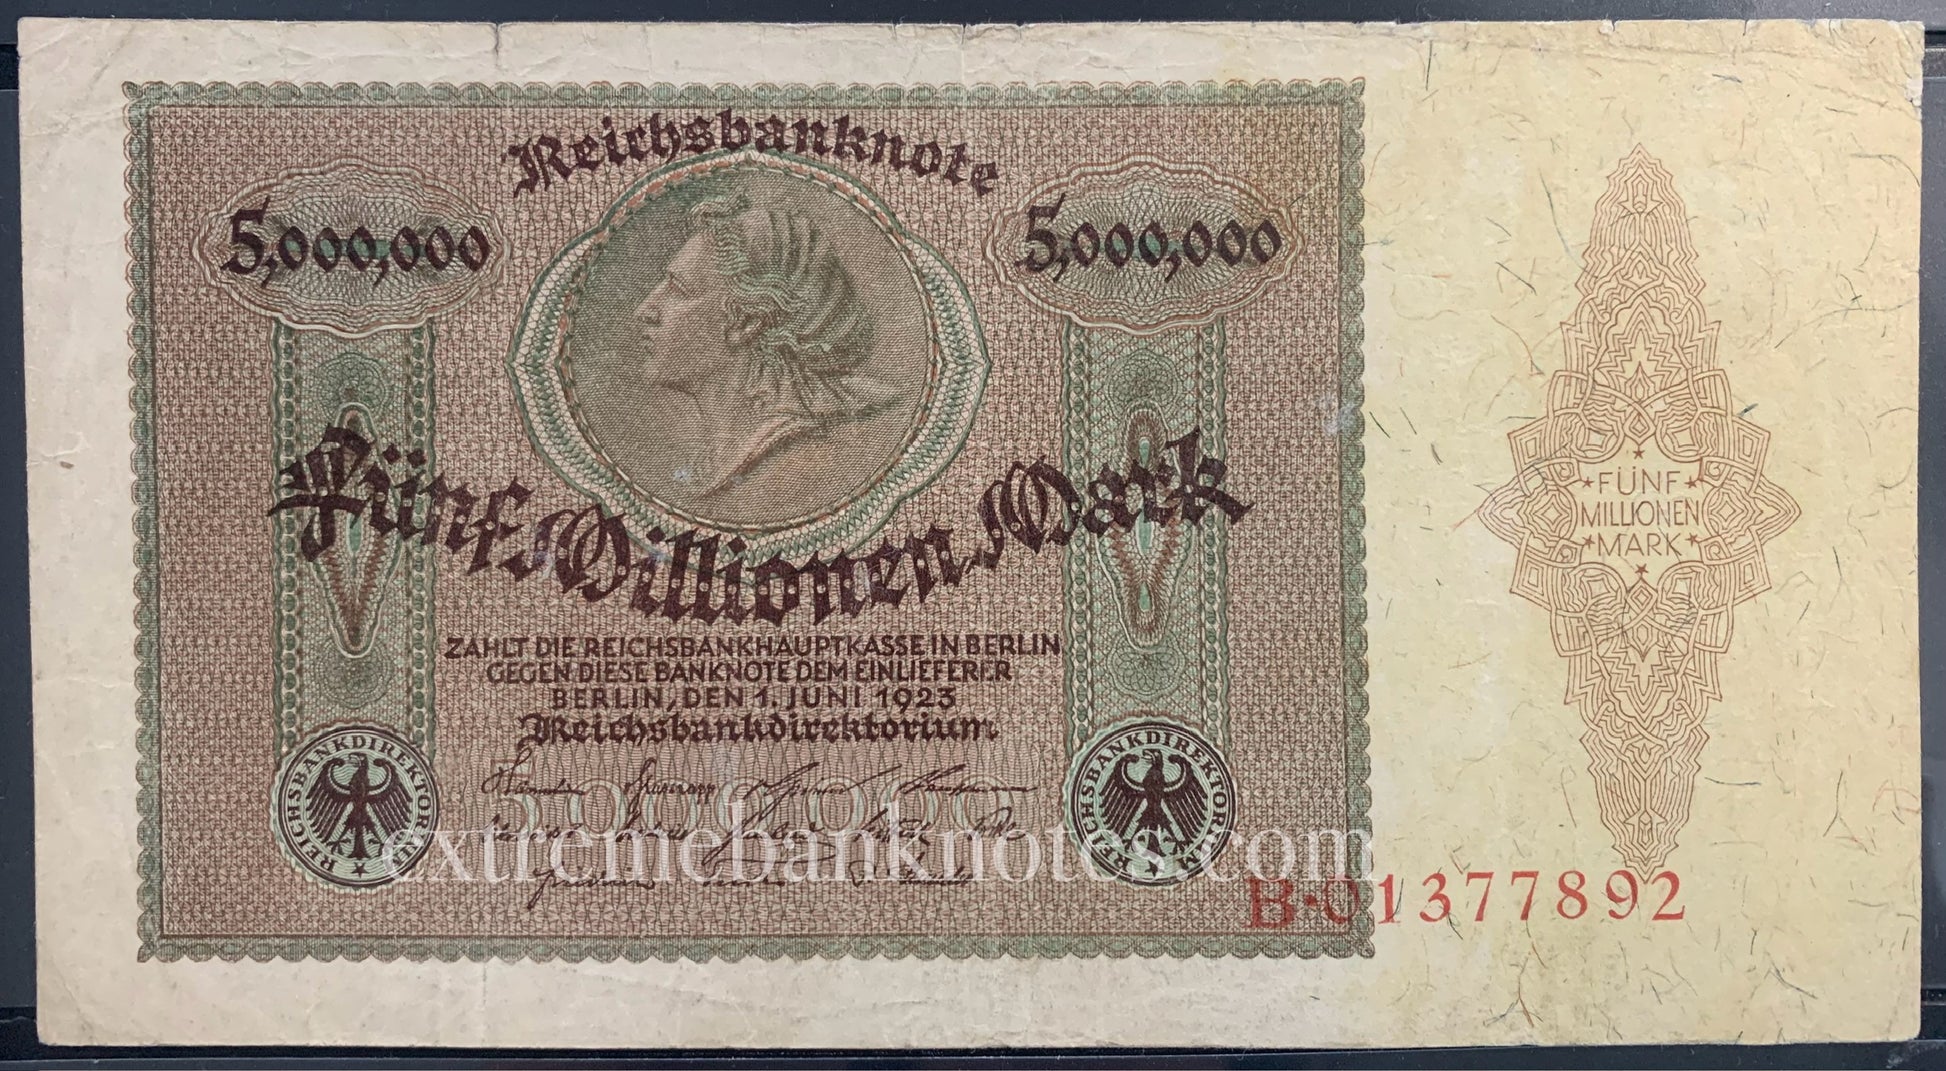 Reichsbanknote
5,000,000
5,000,000
Fünf Millionen Mark
ZAHLT DIE REICHSBANKHAUPTKASSE IN BERLIN
GEGEN DIESE BANKNOTE DEM EINLIEFERER
BERLIN, DEN 1. JUNI 1923
Reichsbankdirektorium
REICHSBANKDIREKTORIUM
REICHSBANKDIREKTORIUM
extremebanknotes.com
B·01377892
FÜNF
MILLIONEN
MARK